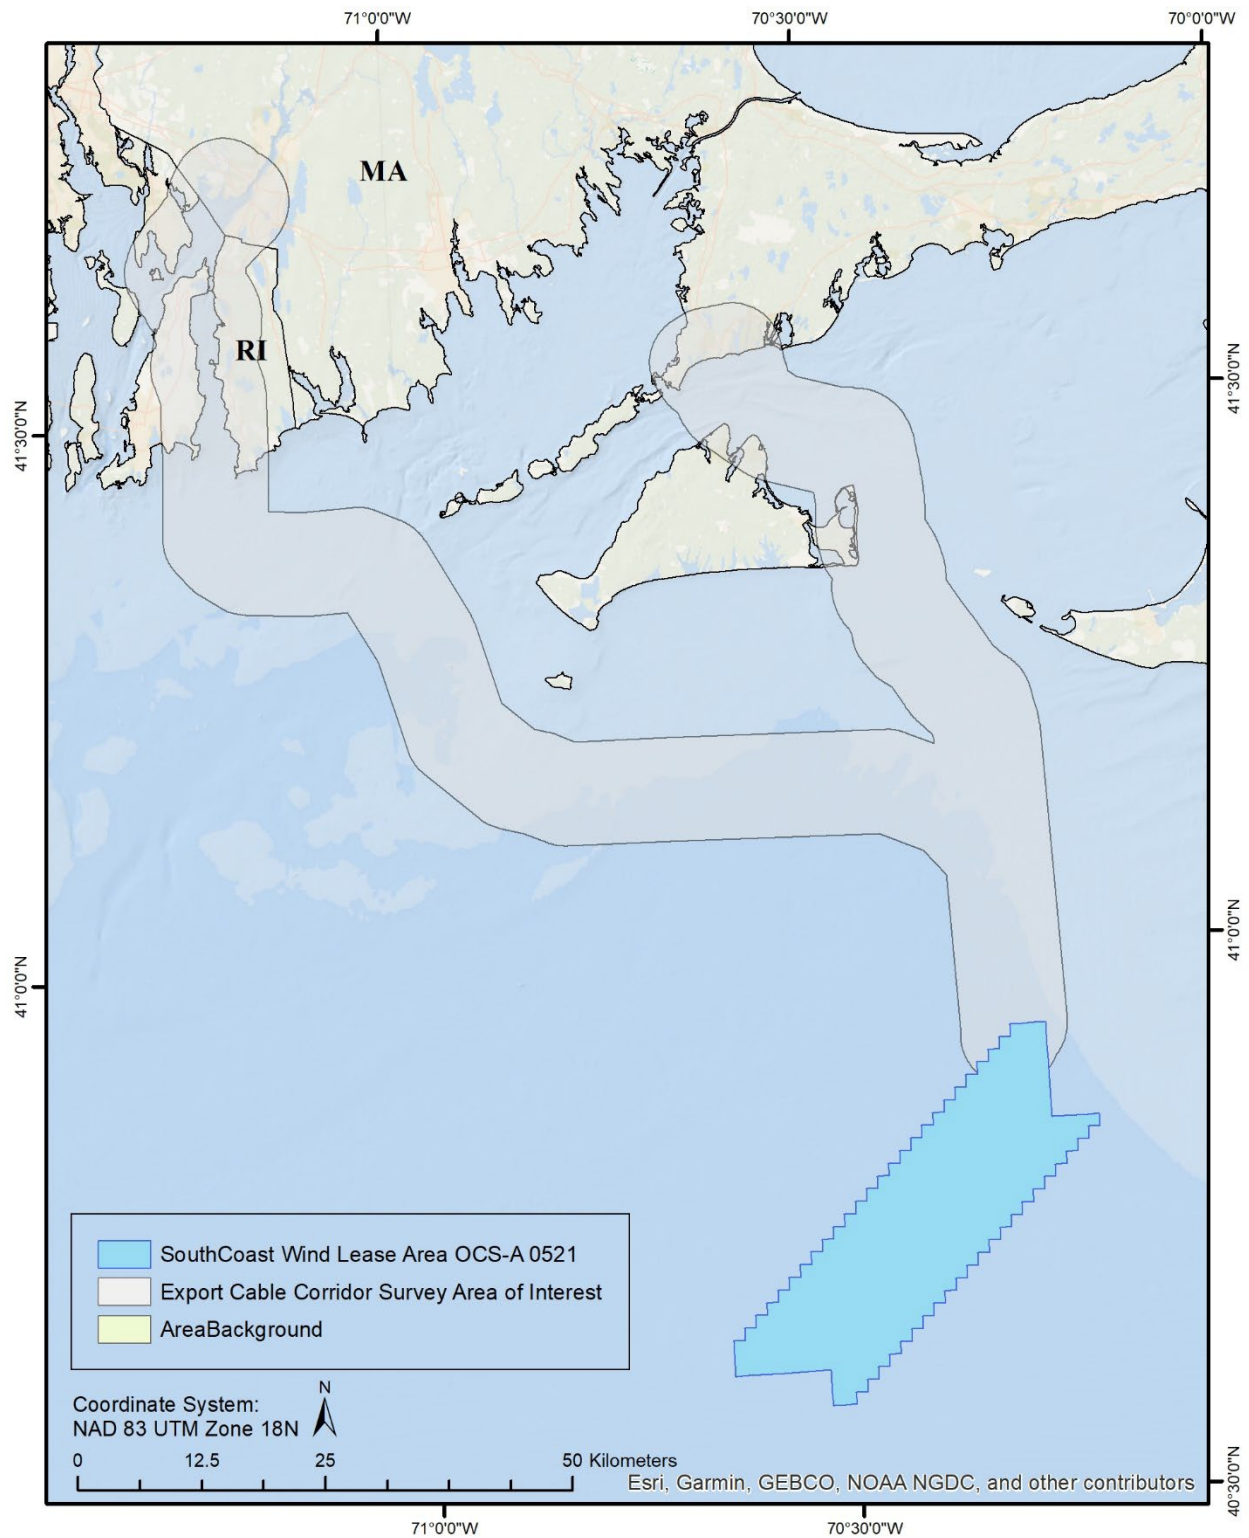 71°0'0"W
70°30'0"W
70°0'0"W
MA
RI
41°30'0"N
41°30'0"N
41°0'0"N
41°0'0"N
SouthCoast Wind Lease Area OCS-A 0521
Export Cable Corridor Survey Area of Interest
AreaBackground
Coordinate System:
NAD 83 UTM Zone 18N
N
0
12.5
25
50 Kilometers
Esri, Garmin, GEBCO, NOAA NGDC, and other contributors
40°30'0"N
71°0'0"W
70°30'0"W